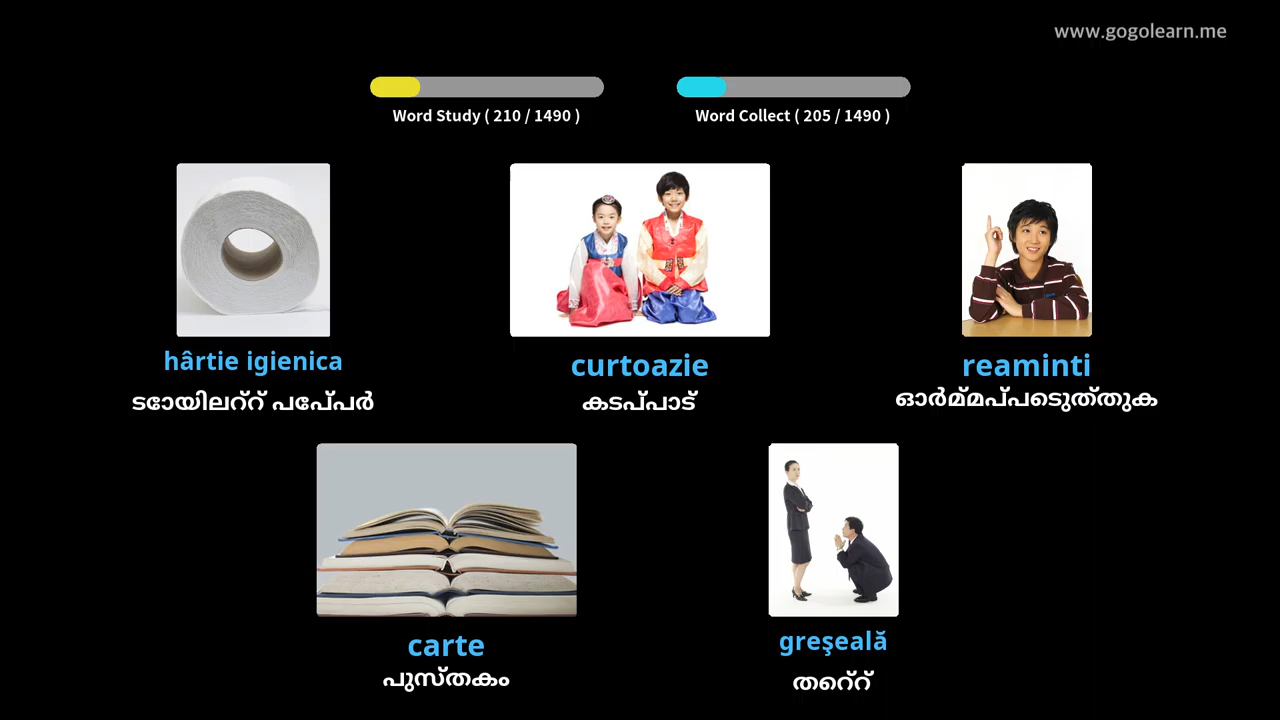 www.gogolearn.me
Word Study ( 210 / 1490 )
Word Collect ( 205 / 1490 )
hârtie igienica
ടോയിലറ്റ് പേപ്പർ
curtoazie
കടപ്പാട്
reaminti
ഓർമ്മപ്പെടുത്തുക
carte
പുസ്തകം
greşeală
തെറ്റ്